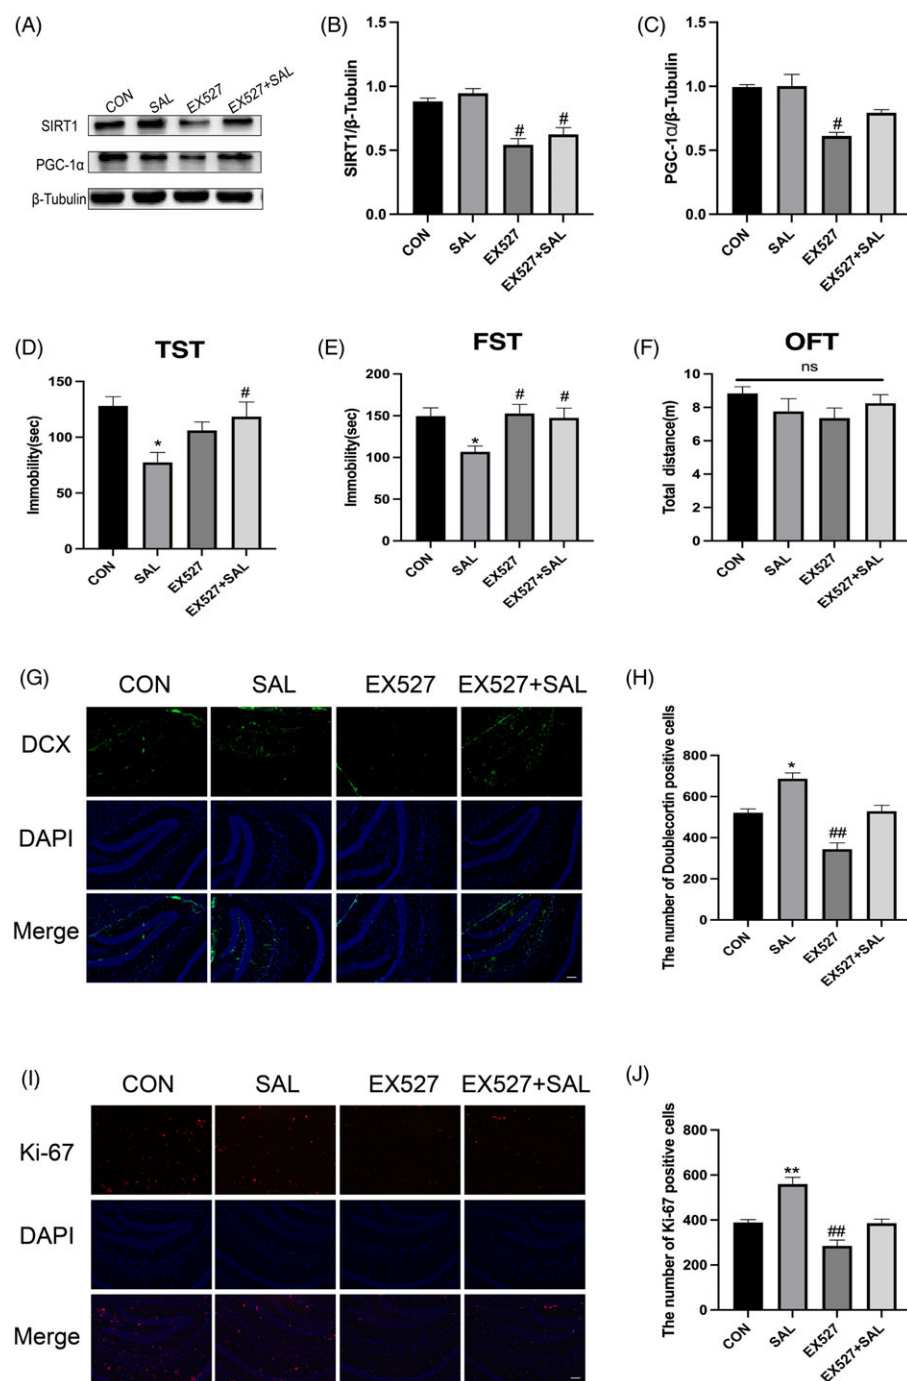 (A)
CON SAL EX527 EX527+SAL
SIRT1
PGC-1α
β-Tubulin
(B)
SIRT1/β-Tubulin
1.5
1.0
0.5
0.0
# #
CON SAL EX527 EX527+SAL
(C)
PGC-1α/β-Tubulin
1.5
1.0
0.5
0.0
#
CON SAL EX527 EX527+SAL
(D)
TST
Immobility(sec)
150
100
50
0
* #
CON SAL EX527 EX527+SAL
(E)
FST
Immobility(sec)
200
150
100
50
0
* # #
CON SAL EX527 EX527+SAL
(F)
OFT
ns
Total distance(m)
10
8
6
4
2
0
CON SAL EX527 EX527+SAL
(G)
CON SAL EX527 EX527+SAL
DCX
DAPI
Merge
(H)
The number of Doublecortin positive cells
800
600
400
200
0
* ##
CON SAL EX527 EX527+SAL
(I)
CON SAL EX527 EX527+SAL
Ki-67
DAPI
Merge
(J)
The number of Ki-67 positive cells
800
600
400
200
0
** ##
CON SAL EX527 EX527+SAL